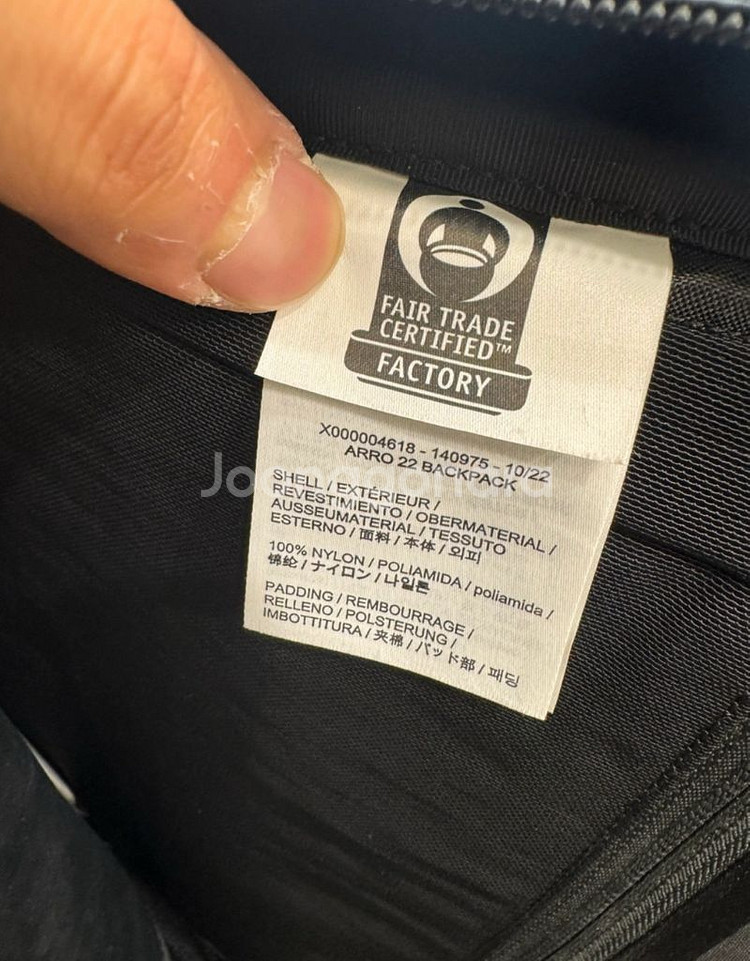 FAIR TRADE
CERTIFIED™
FACTORY
X000004618 - 140975 - 10/22
ARRO 22 BACKPACK
SHELL / EXTÉRIEUR /
REVESTIMIENTO / OBERMATERIAL /
AUSSEUMATERIAL / TESSUTO
ESTERNO / 面料 / 本体 / 외피
100% NYLON / POLIAMIDA / poliamida /
锦纶 / ナイロン / 나일론
PADDING / REMBOURRAGE /
RELLENO / POLSTERUNG /
IMBOTTITURA / 夹棉 / パッド部 / 패딩